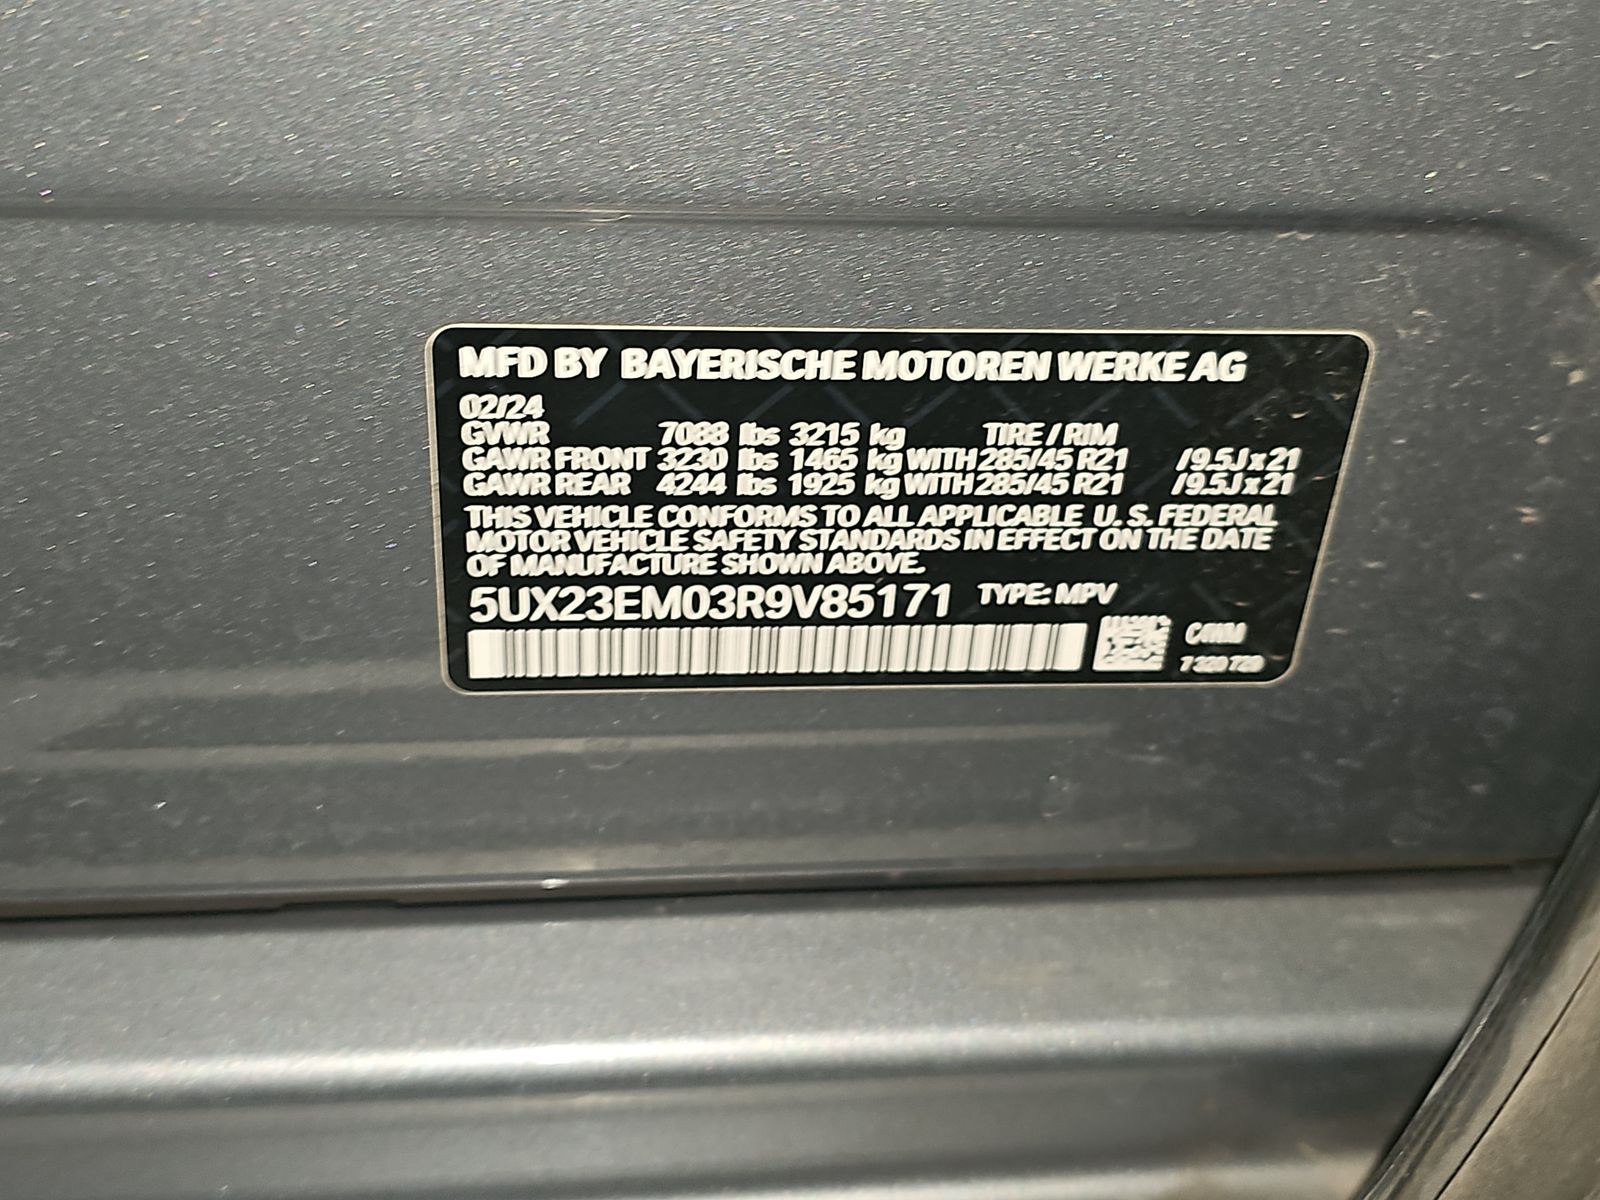 MFD BY BAYERISCHE MOTOREN WERKE AG
02/24
GVWR 7088 lbs 3215 kg TIRE / RIM
GAWR FRONT 3230 lbs 1465 kg WITH 285/45 R21 / 9.5J x 21
GAWR REAR 4244 lbs 1925 kg WITH 285/45 R21 / 9.5J x 21
THIS VEHICLE CONFORMS TO ALL APPLICABLE U. S. FEDERAL
MOTOR VEHICLE SAFETY STANDARDS IN EFFECT ON THE DATE
OF MANUFACTURE SHOWN ABOVE.
5UX23EM03R9V85171 TYPE: MPV